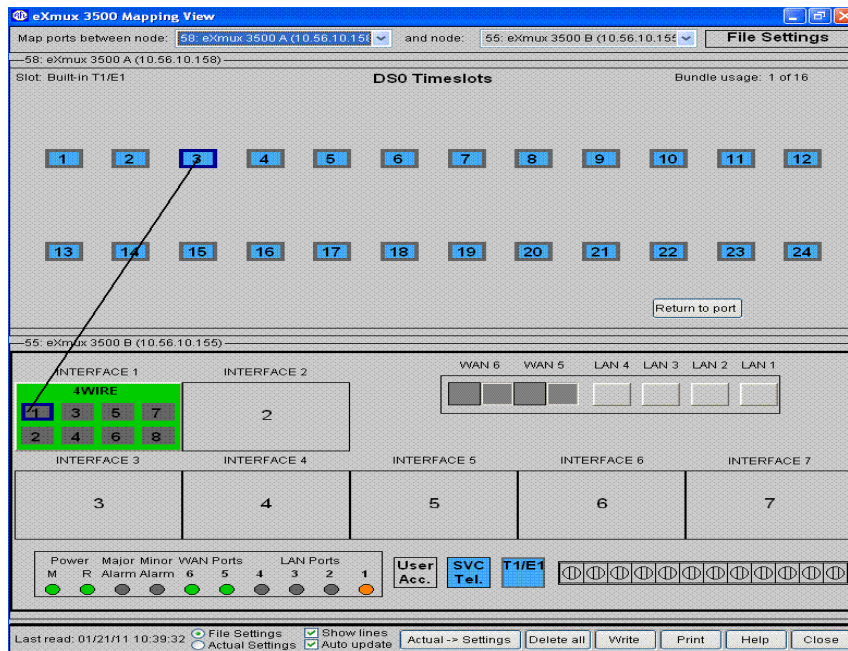 eXmux 3500 Mapping View
Map ports between node: 58: eXmux 3500 A (10.56.10.158 and node: 55: eXmux 3500 B (10.56.10.155 File Settings
58: eXmux 3500 A (10.56.10.158)
Slot: Built-in T1/E1 DS0 Timeslots Bundle usage: 1 of 16
1 2 3 4 5 6 7 8 9 10 11 12
13 14 15 16 17 18 19 20 21 22 23 24
Return to port
55: eXmux 3500 B (10.56.10.155)
WAN 6 WAN 5 LAN 4 LAN 3 LAN 2 LAN 1
INTERFACE 1 INTERFACE 2
4WIRE
1 3 5 7
2 4 6 8
2
INTERFACE 3 INTERFACE 4 INTERFACE 5 INTERFACE 6 INTERFACE 7
3 4 5 6 7
Power Major Minor WAN Ports LAN Ports
M R Alarm Alarm 6 5 4 3 2 1
User Acc.
SVC Tel.
T1/E1
Last read: 01/21/11 10:39:32 File Settings Show lines
Actual Settings Auto update
Actual -> Settings Delete all Write Print Help Close